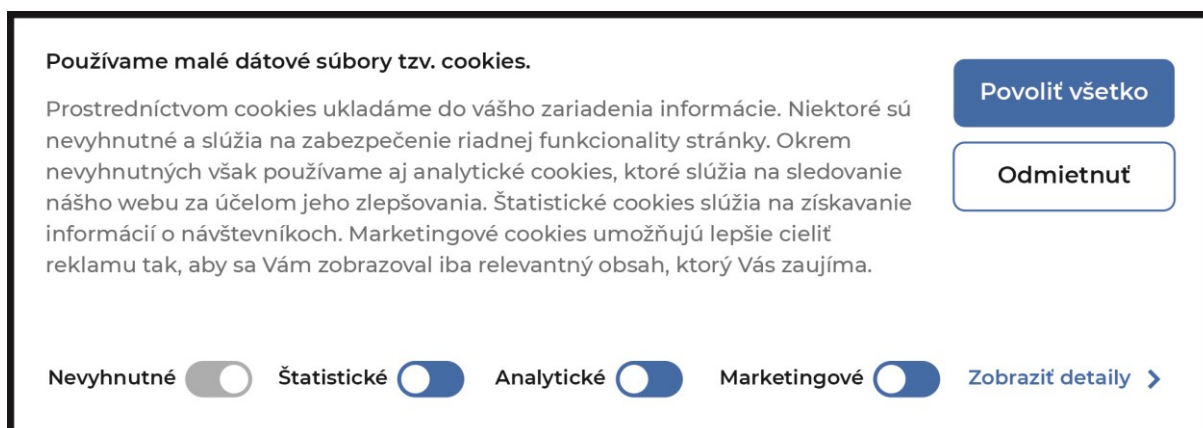 Používame malé dátové súbory tzv. cookies.
Prostredníctvom cookies ukladáme do vášho zariadenia informácie. Niektoré sú
nevyhnutné a slúžia na zabezpečenie riadnej funkcionality stránky. Okrem
nevyhnutných však používame aj analytické cookies, ktoré slúžia na sledovanie
nášho webu za účelom jeho zlepšovania. Štatistické cookies slúžia na získavanie
informácií o návštevníkoch. Marketingové cookies umožňujú lepšie cieliť
reklamu tak, aby sa Vám zobrazoval iba relevantný obsah, ktorý Vás zaujíma.
Povoliť všetko
Odmietnuť
Nevyhnutné Štatistické Analytické Marketingové Zobraziť detaily